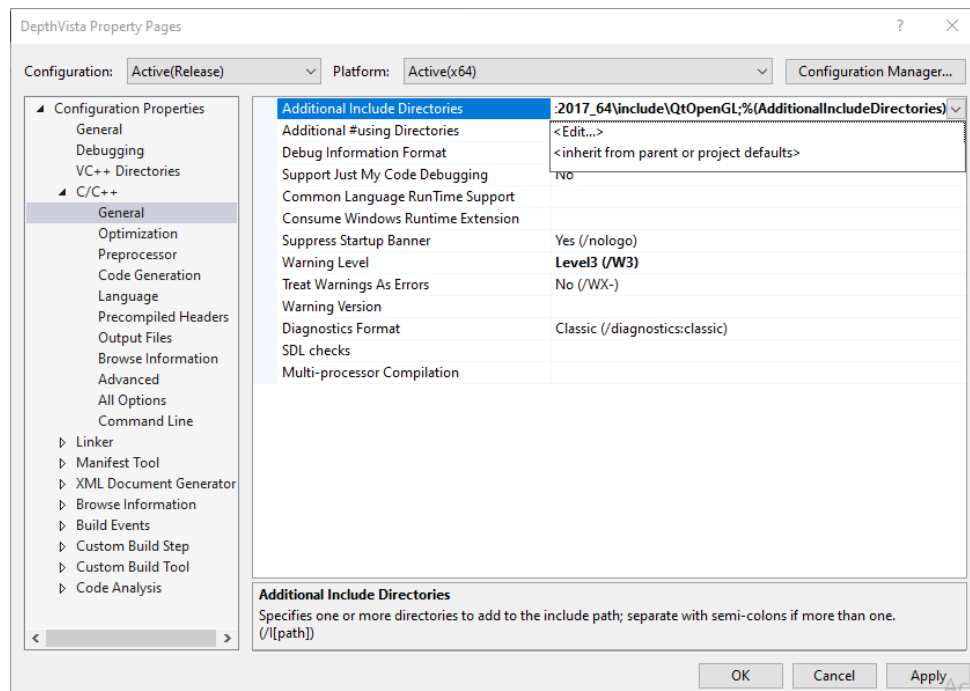 DepthVista Property Pages
?
Configuration: Active(Release) Platform: Active(x64) Configuration Manager...
Configuration Properties
General
Debugging
VC++ Directories
C/C++
General
Optimization
Preprocessor
Code Generation
Language
Precompiled Headers
Output Files
Browse Information
Advanced
All Options
Command Line
Linker
Manifest Tool
XML Document Generator
Browse Information
Build Events
Custom Build Step
Custom Build Tool
Code Analysis
Additional Include Directories :2017_64\include\QtOpenGL;%(AdditionalIncludeDirectories)
Additional #using Directories <Edit...>
Debug Information Format <inherit from parent or project defaults>
Support Just My Code Debugging No
Common Language RunTime Support
Consume Windows Runtime Extension
Suppress Startup Banner Yes (/nologo)
Warning Level Level3 (/W3)
Treat Warnings As Errors No (/WX-)
Warning Version
Diagnostics Format Classic (/diagnostics:classic)
SDL checks
Multi-processor Compilation
Additional Include Directories
Specifies one or more directories to add to the include path; separate with semi-colons if more than one.
(/I[path])
OK Cancel Apply